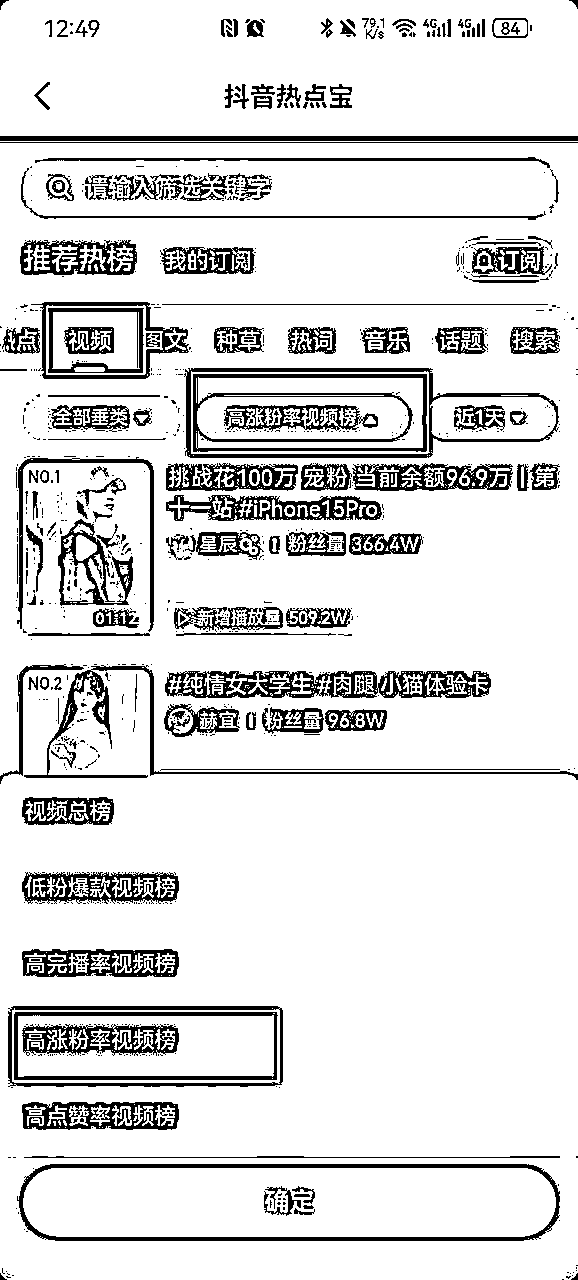 12:49 79.1 K/s 4G 4G 84
抖音热点宝
请输入筛选关键字
推荐热榜 我的订阅 订阅
点 视频 图文 种草 热词 音乐 话题 搜索
全部垂类 高涨粉率视频榜 近1天
NO.1
挑战花100万 宠粉 当前余额96.9万 | 第
十一站 #iPhone15Pro
星辰 粉丝量 366.4W
01:12
新增播放量 509.2W
NO.2
#纯情女大学生 #肉腿 小猫体验卡
赫宜 粉丝量 96.8W
视频总榜
低粉爆款视频榜
高完播率视频榜
高涨粉率视频榜
高点赞率视频榜
确定